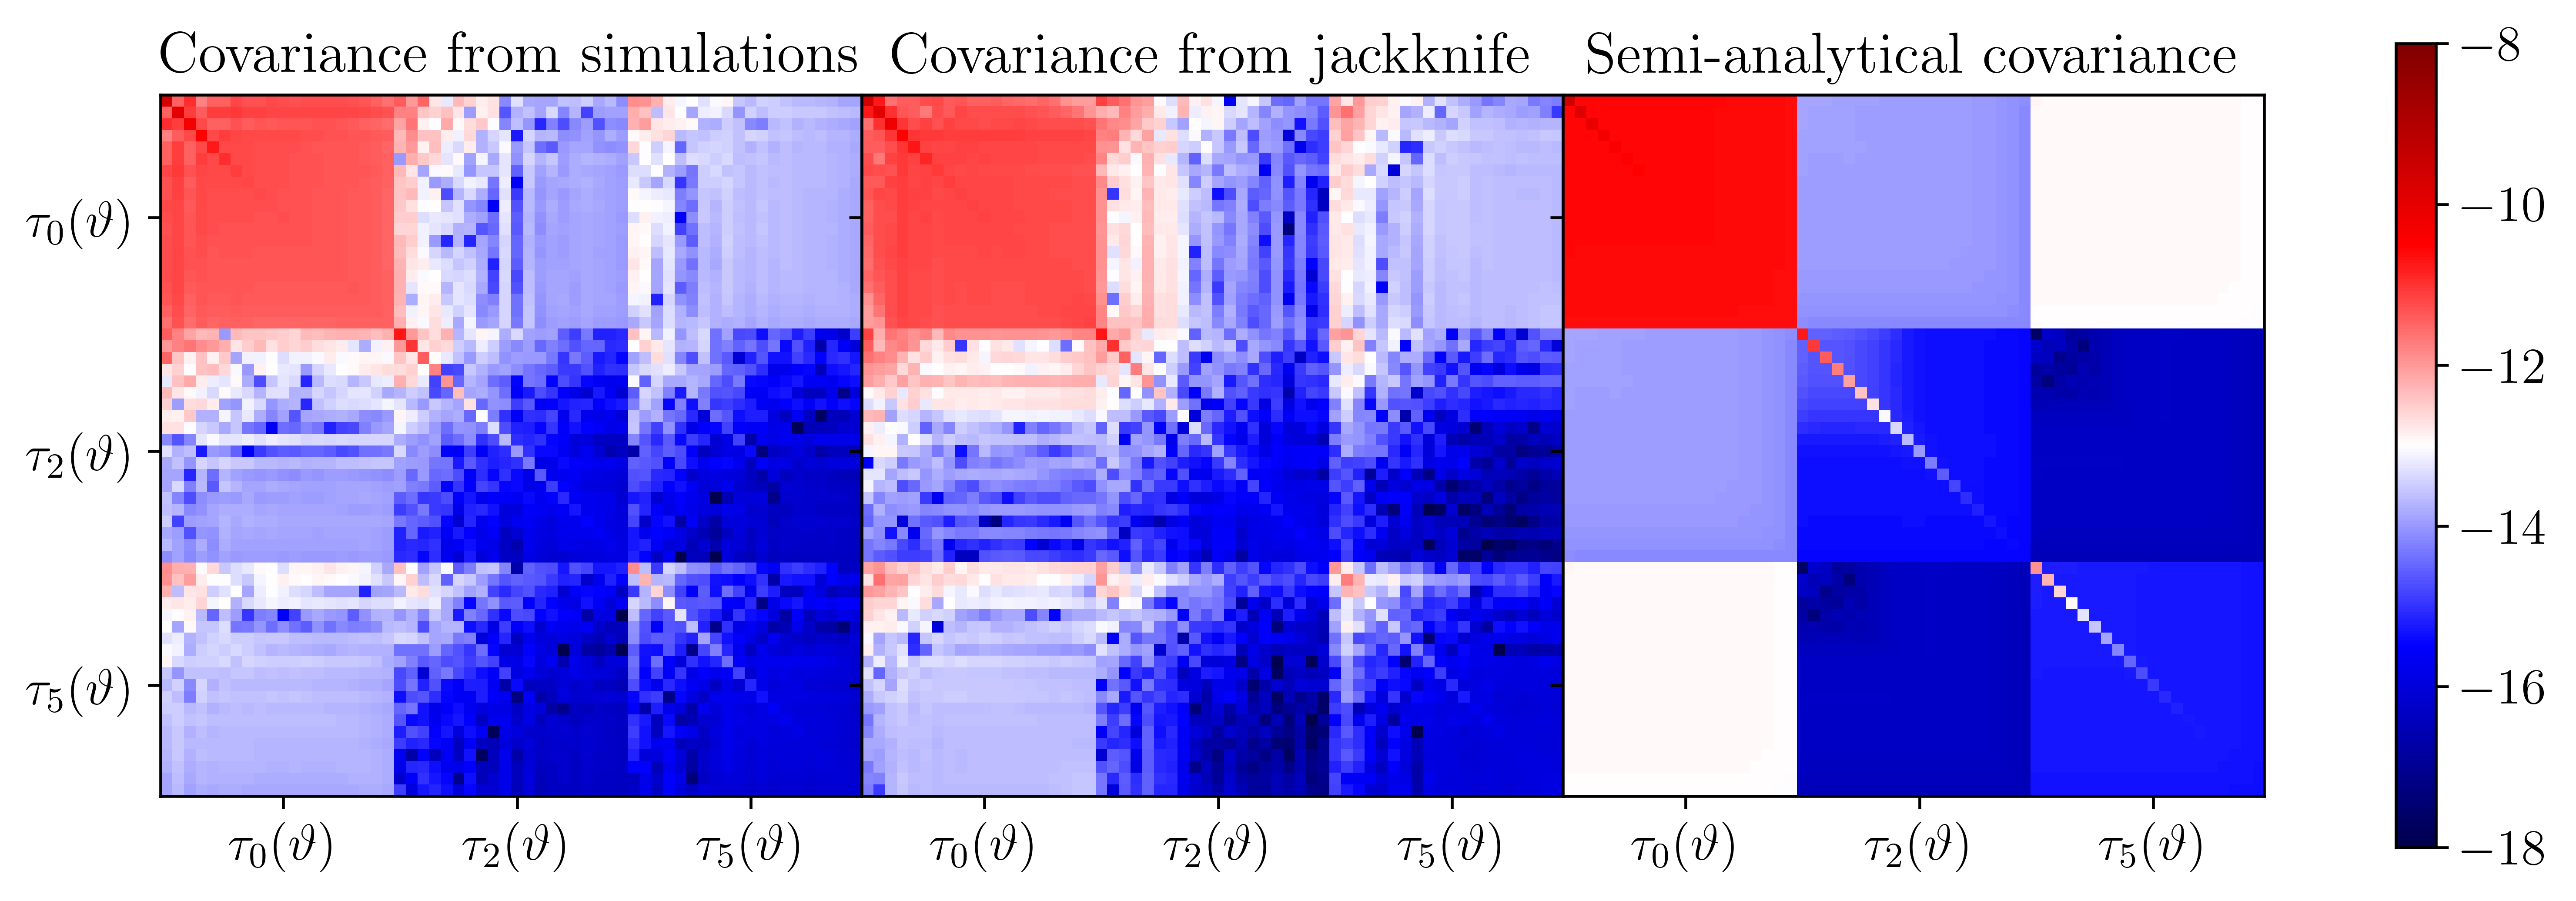 Covariance from simulations
Covariance from jackknife
Semi-analytical covariance
τ₀(ϑ)
τ₂(ϑ)
τ₅(ϑ)
τ₀(ϑ) τ₂(ϑ) τ₅(ϑ)
τ₀(ϑ) τ₂(ϑ) τ₅(ϑ)
τ₀(ϑ) τ₂(ϑ) τ₅(ϑ)
−8
−10
−12
−14
−16
−18